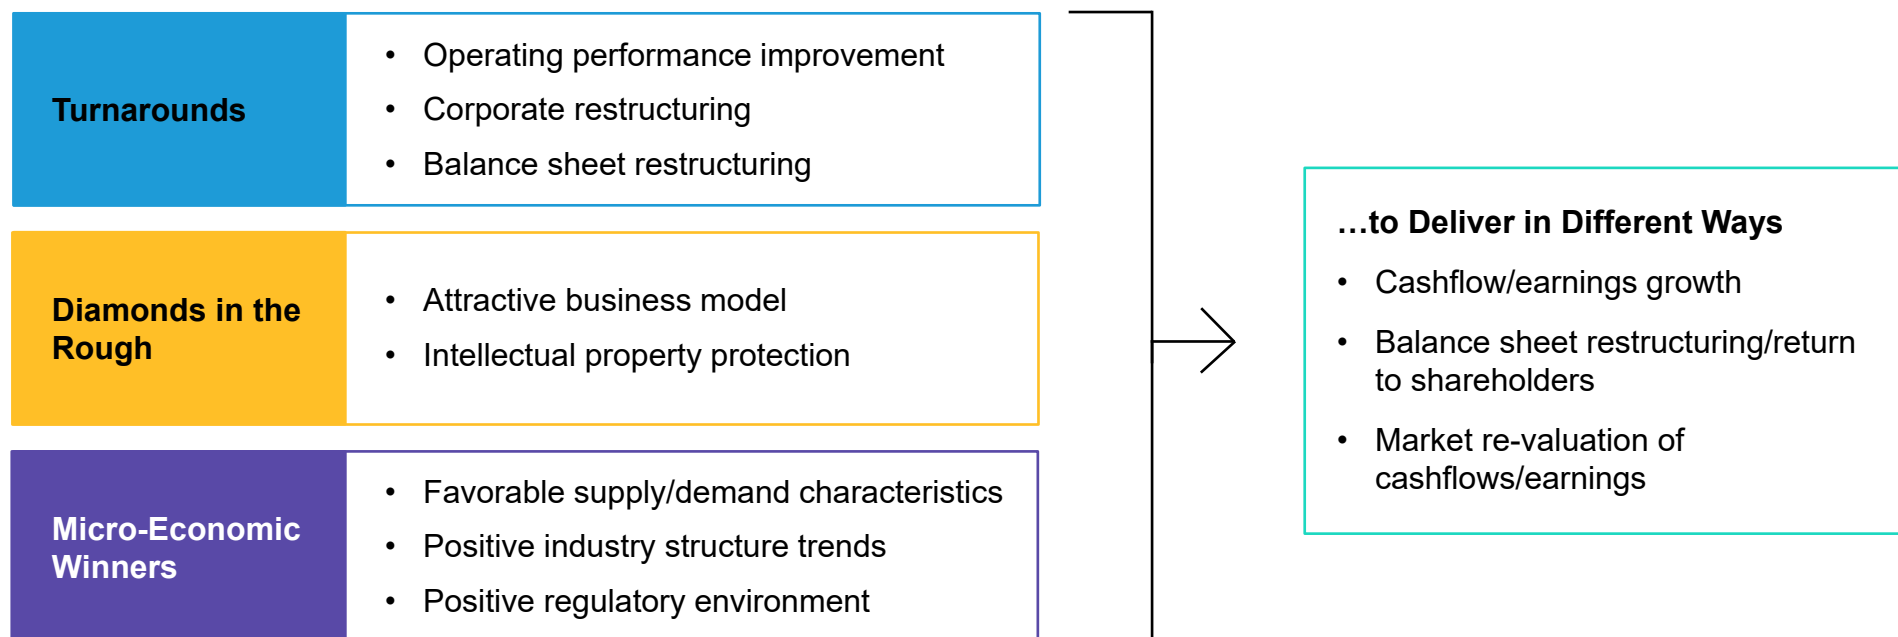 Turnarounds
• Operating performance improvement
• Corporate restructuring
• Balance sheet restructuring
Diamonds in the
Rough
• Attractive business model
• Intellectual property protection
Micro-Economic
Winners
• Favorable supply/demand characteristics
• Positive industry structure trends
• Positive regulatory environment
…to Deliver in Different Ways
• Cashflow/earnings growth
• Balance sheet restructuring/return
to shareholders
• Market re-valuation of
cashflows/earnings